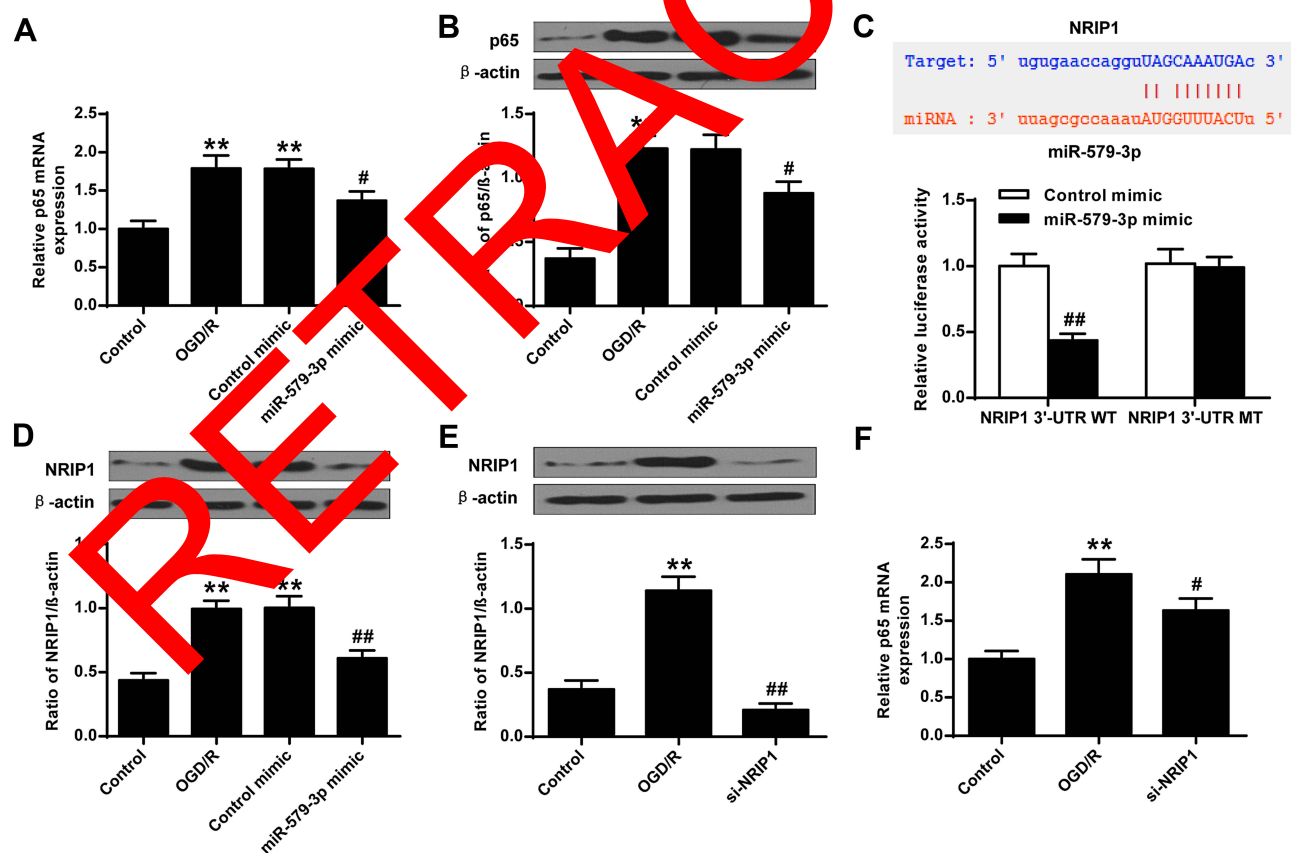 A
Relative p65 mRNA
expression
2.5
2.0
1.5
1.0
0.5
0.0
**
**
#
Control
OGD/R
Control mimic
miR-579-3p mimic
B
p65
β-actin
of p65/ß-a in
1.5
#
Control
OGD/R
Control mimic
miR-579-3p mimic
C
NRIP1
Target: 5' ugugaaccagguUAGCAAAUGAc 3'
|| |||||||
miRNA : 3' uuagcgccaaauAUGGUUUACUu 5'
miR-579-3p
Control mimic
miR-579-3p mimic
Relative luciferase activity
1.5
1.0
0.5
0.0
##
NRIP1 3'-UTR WT
NRIP1 3'-UTR MT
D
NRIP1
β-actin
Ratio of NRIP1/ß-actin
1.0
0.5
0.0
**
**
##
Control
OGD/R
Control mimic
miR-579-3p mimic
E
NRIP1
β-actin
Ratio of NRIP1/ß-actin
1.5
1.0
0.5
0.0
**
##
Control
OGD/R
si-NRIP1
F
Relative p65 mRNA
expression
2.5
2.0
1.5
1.0
0.5
0.0
**
#
Control
OGD/R
si-NRIP1
RETRAC